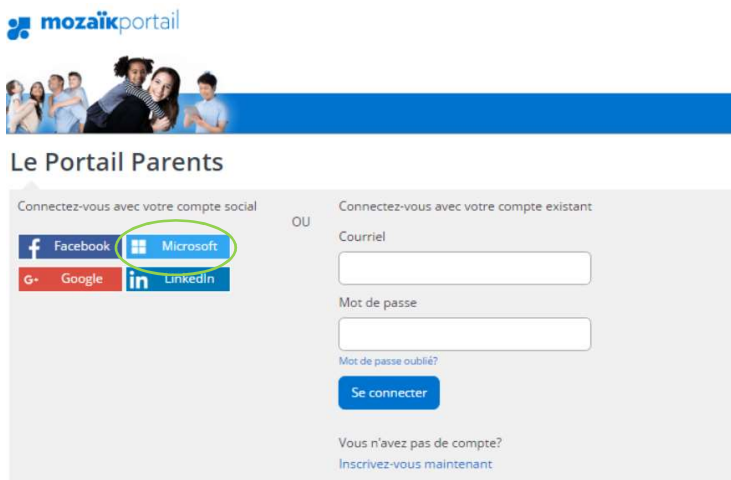 mozaïkportail
Le Portail Parents
Connectez-vous avec votre compte social
Facebook
Microsoft
G+ Google
in LinkedIn
OU
Connectez-vous avec votre compte existant
Courriel
Mot de passe
Mot de passe oublié?
Se connecter
Vous n'avez pas de compte?
Inscrivez-vous maintenant